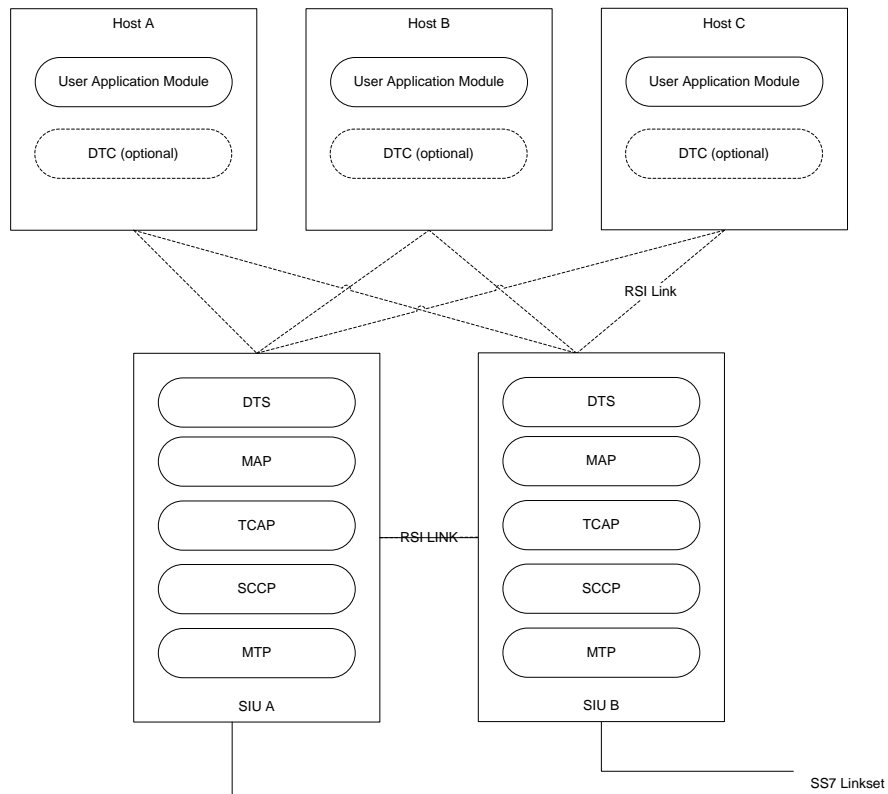 Host A
Host B
Host C
User Application Module
User Application Module
User Application Module
DTC (optional)
DTC (optional)
DTC (optional)
RSI Link
DTS
DTS
MAP
MAP
TCAP
TCAP
RSI LINK
SCCP
SCCP
MTP
MTP
SIU A
SIU B
SS7 Linkset